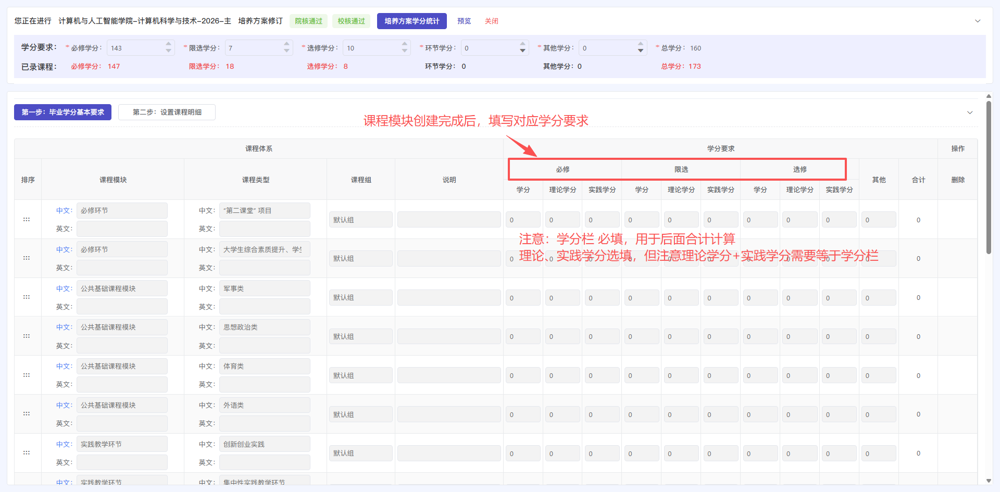 您正在进行 计算机与人工智能学院-计算机科学与技术-2026-主 培养方案修订 院核通过 校核通过 培养方案学分统计 预览 关闭
学分要求： * 必修学分： 143 * 限选学分： 7 * 选修学分： 10 * 环节学分： 0 * 其他学分： 0 * 总学分： 160
已录课程： 必修学分： 147 限选学分： 18 选修学分： 8 环节学分： 0 其他学分： 0 总学分： 173
第一步：毕业学分基本要求 第二步：设置课程明细
课程模块创建完成后，填写对应学分要求
课程体系 学分要求 操作
必修 限选 选修
排序 课程模块 课程类型 课程组 说明 其他 合计 删除
学分 理论学分 实践学分 学分 理论学分 实践学分 学分 理论学分 实践学分
中文： 必修环节 中文： “第二课堂” 项目
默认组 0 0 0 0 0 0 0 0 0 0 0
英文： 英文：
注意：学分栏 必填，用于后面合计计算
中文： 必修环节 中文： 大学生综合素质提升、学生
理论、实践学分选填，但注意理论学分+实践学分需要等于学分栏
默认组 0 0 0 0 0 0 0 0 0 0 0
英文： 英文：
中文： 公共基础课程模块 中文： 军事类
默认组 0 0 0 0 0 0 0 0 0 0 0
英文： 英文：
中文： 公共基础课程模块 中文： 思想政治类
默认组 0 0 0 0 0 0 0 0 0 0 0
英文： 英文：
中文： 公共基础课程模块 中文： 体育类
默认组 0 0 0 0 0 0 0 0 0 0 0
英文： 英文：
中文： 公共基础课程模块 中文： 外语类
默认组 0 0 0 0 0 0 0 0 0 0 0
英文： 英文：
中文： 实践教学环节 中文： 创新创业实践
默认组 0 0 0 0 0 0 0 0 0 0 0
英文： 英文：
中文： 实践教学环节 中文： 集中性实践教学环节